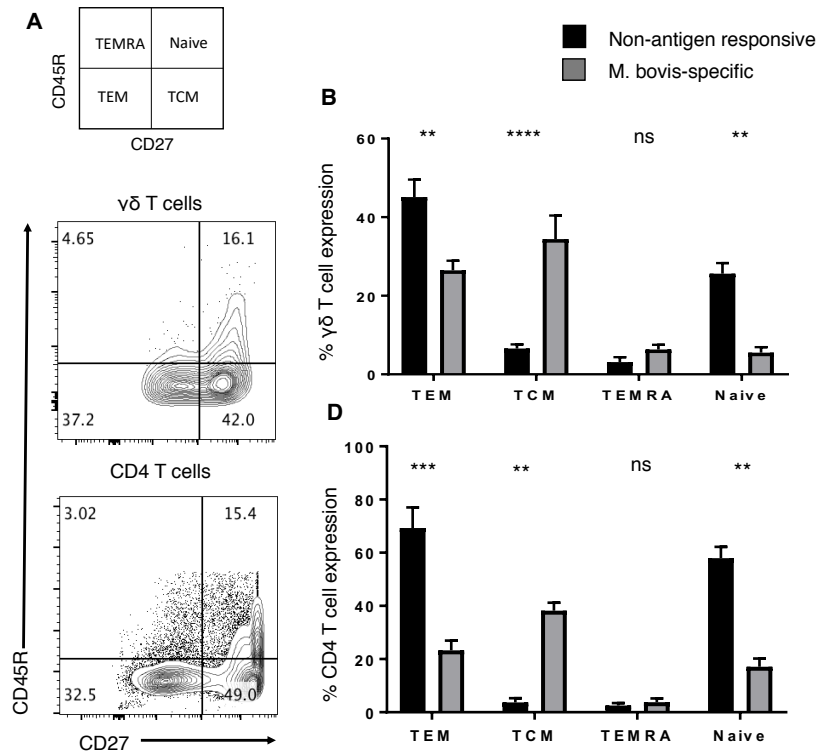 A
TEMRA Naive
TEM TCM
CD45R
CD27
γδ T cells
4.65 16.1
37.2 42.0
CD4 T cells
3.02 15.4
32.5 49.0
CD45R
CD27
Non-antigen responsive
M. bovis-specific
B
** **** ns **
60
40
20
0
% γδ T cell expression
TEM TCM TEMRA Naive
D
*** ** ns **
100
80
60
40
20
0
% CD4 T cell expression
TEM TCM TEMRA Naive